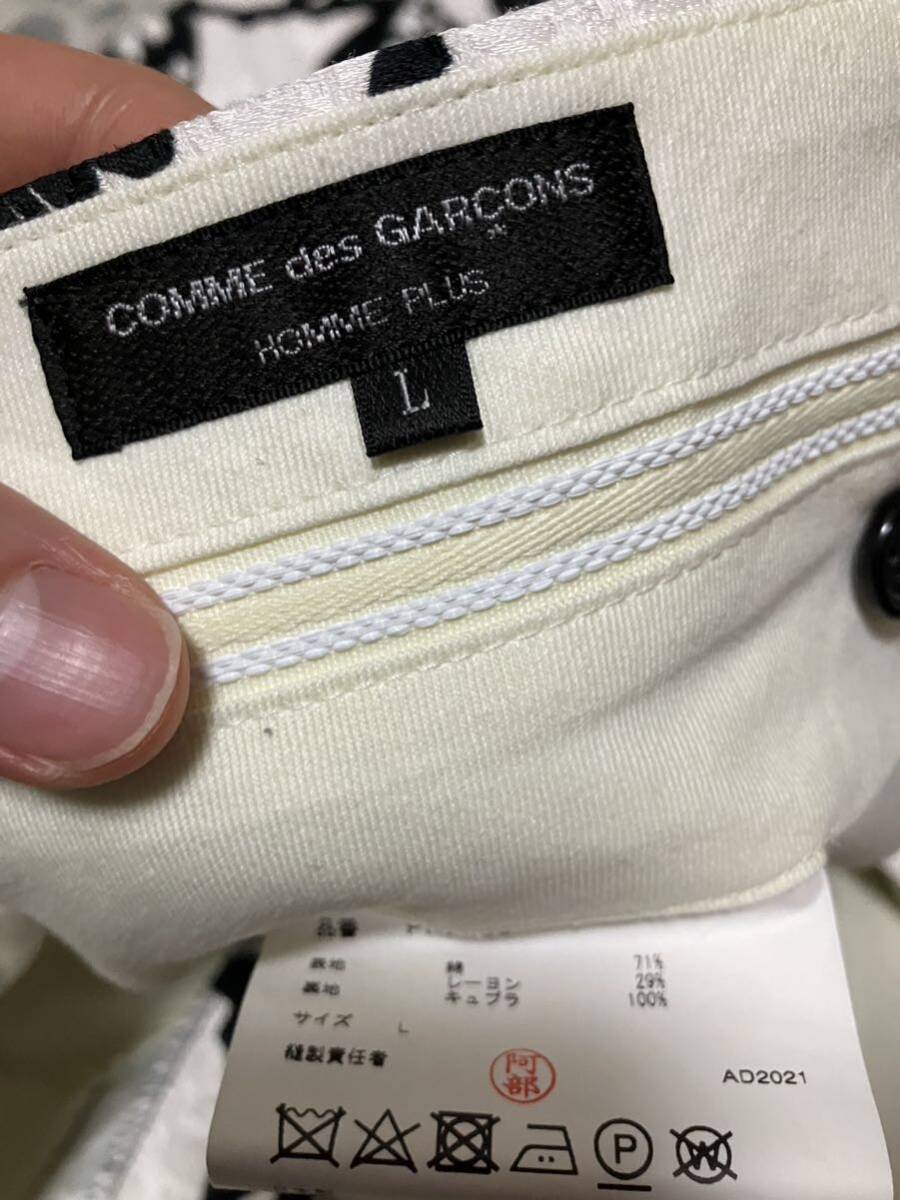 COMME des GARÇONS
HOMME PLUS
L
品番
表地 綿 71%
レーヨン 29%
裏地 キュプラ 100%
サイズ L
縫製責任者
阿部
AD2021
P
W